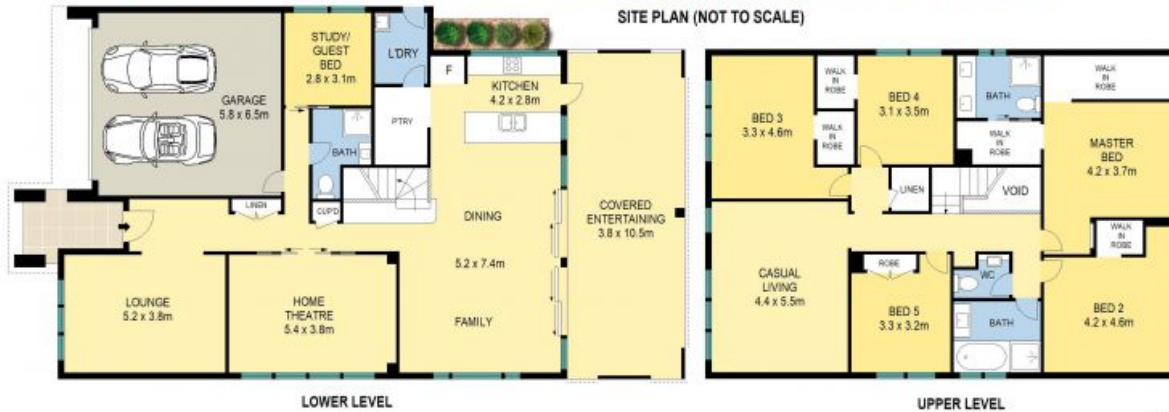 SITE PLAN (NOT TO SCALE)
GARAGE
5.8 x 6.5m
STUDY/
GUEST
BED
2.8 x 3.1m
L'DRY
F
KITCHEN
4.2 x 2.8m
PTRY
BATH
LINEN
CUP'D
DINING
5.2 x 7.4m
FAMILY
COVERED
ENTERTAINING
3.8 x 10.5m
LOUNGE
5.2 x 3.8m
HOME
THEATRE
5.4 x 3.8m
LOWER LEVEL
BED 3
3.3 x 4.6m
WALK
IN
ROBE
WALK
IN
ROBE
BED 4
3.1 x 3.5m
BATH
WALK
IN
ROBE
WALK
IN
ROBE
MASTER
BED
4.2 x 3.7m
LINEN
VOID
WALK
IN
ROBE
CASUAL
LIVING
4.4 x 5.5m
ROBE
BED 5
3.3 x 3.2m
WC
BATH
BED 2
4.2 x 4.6m
UPPER LEVEL